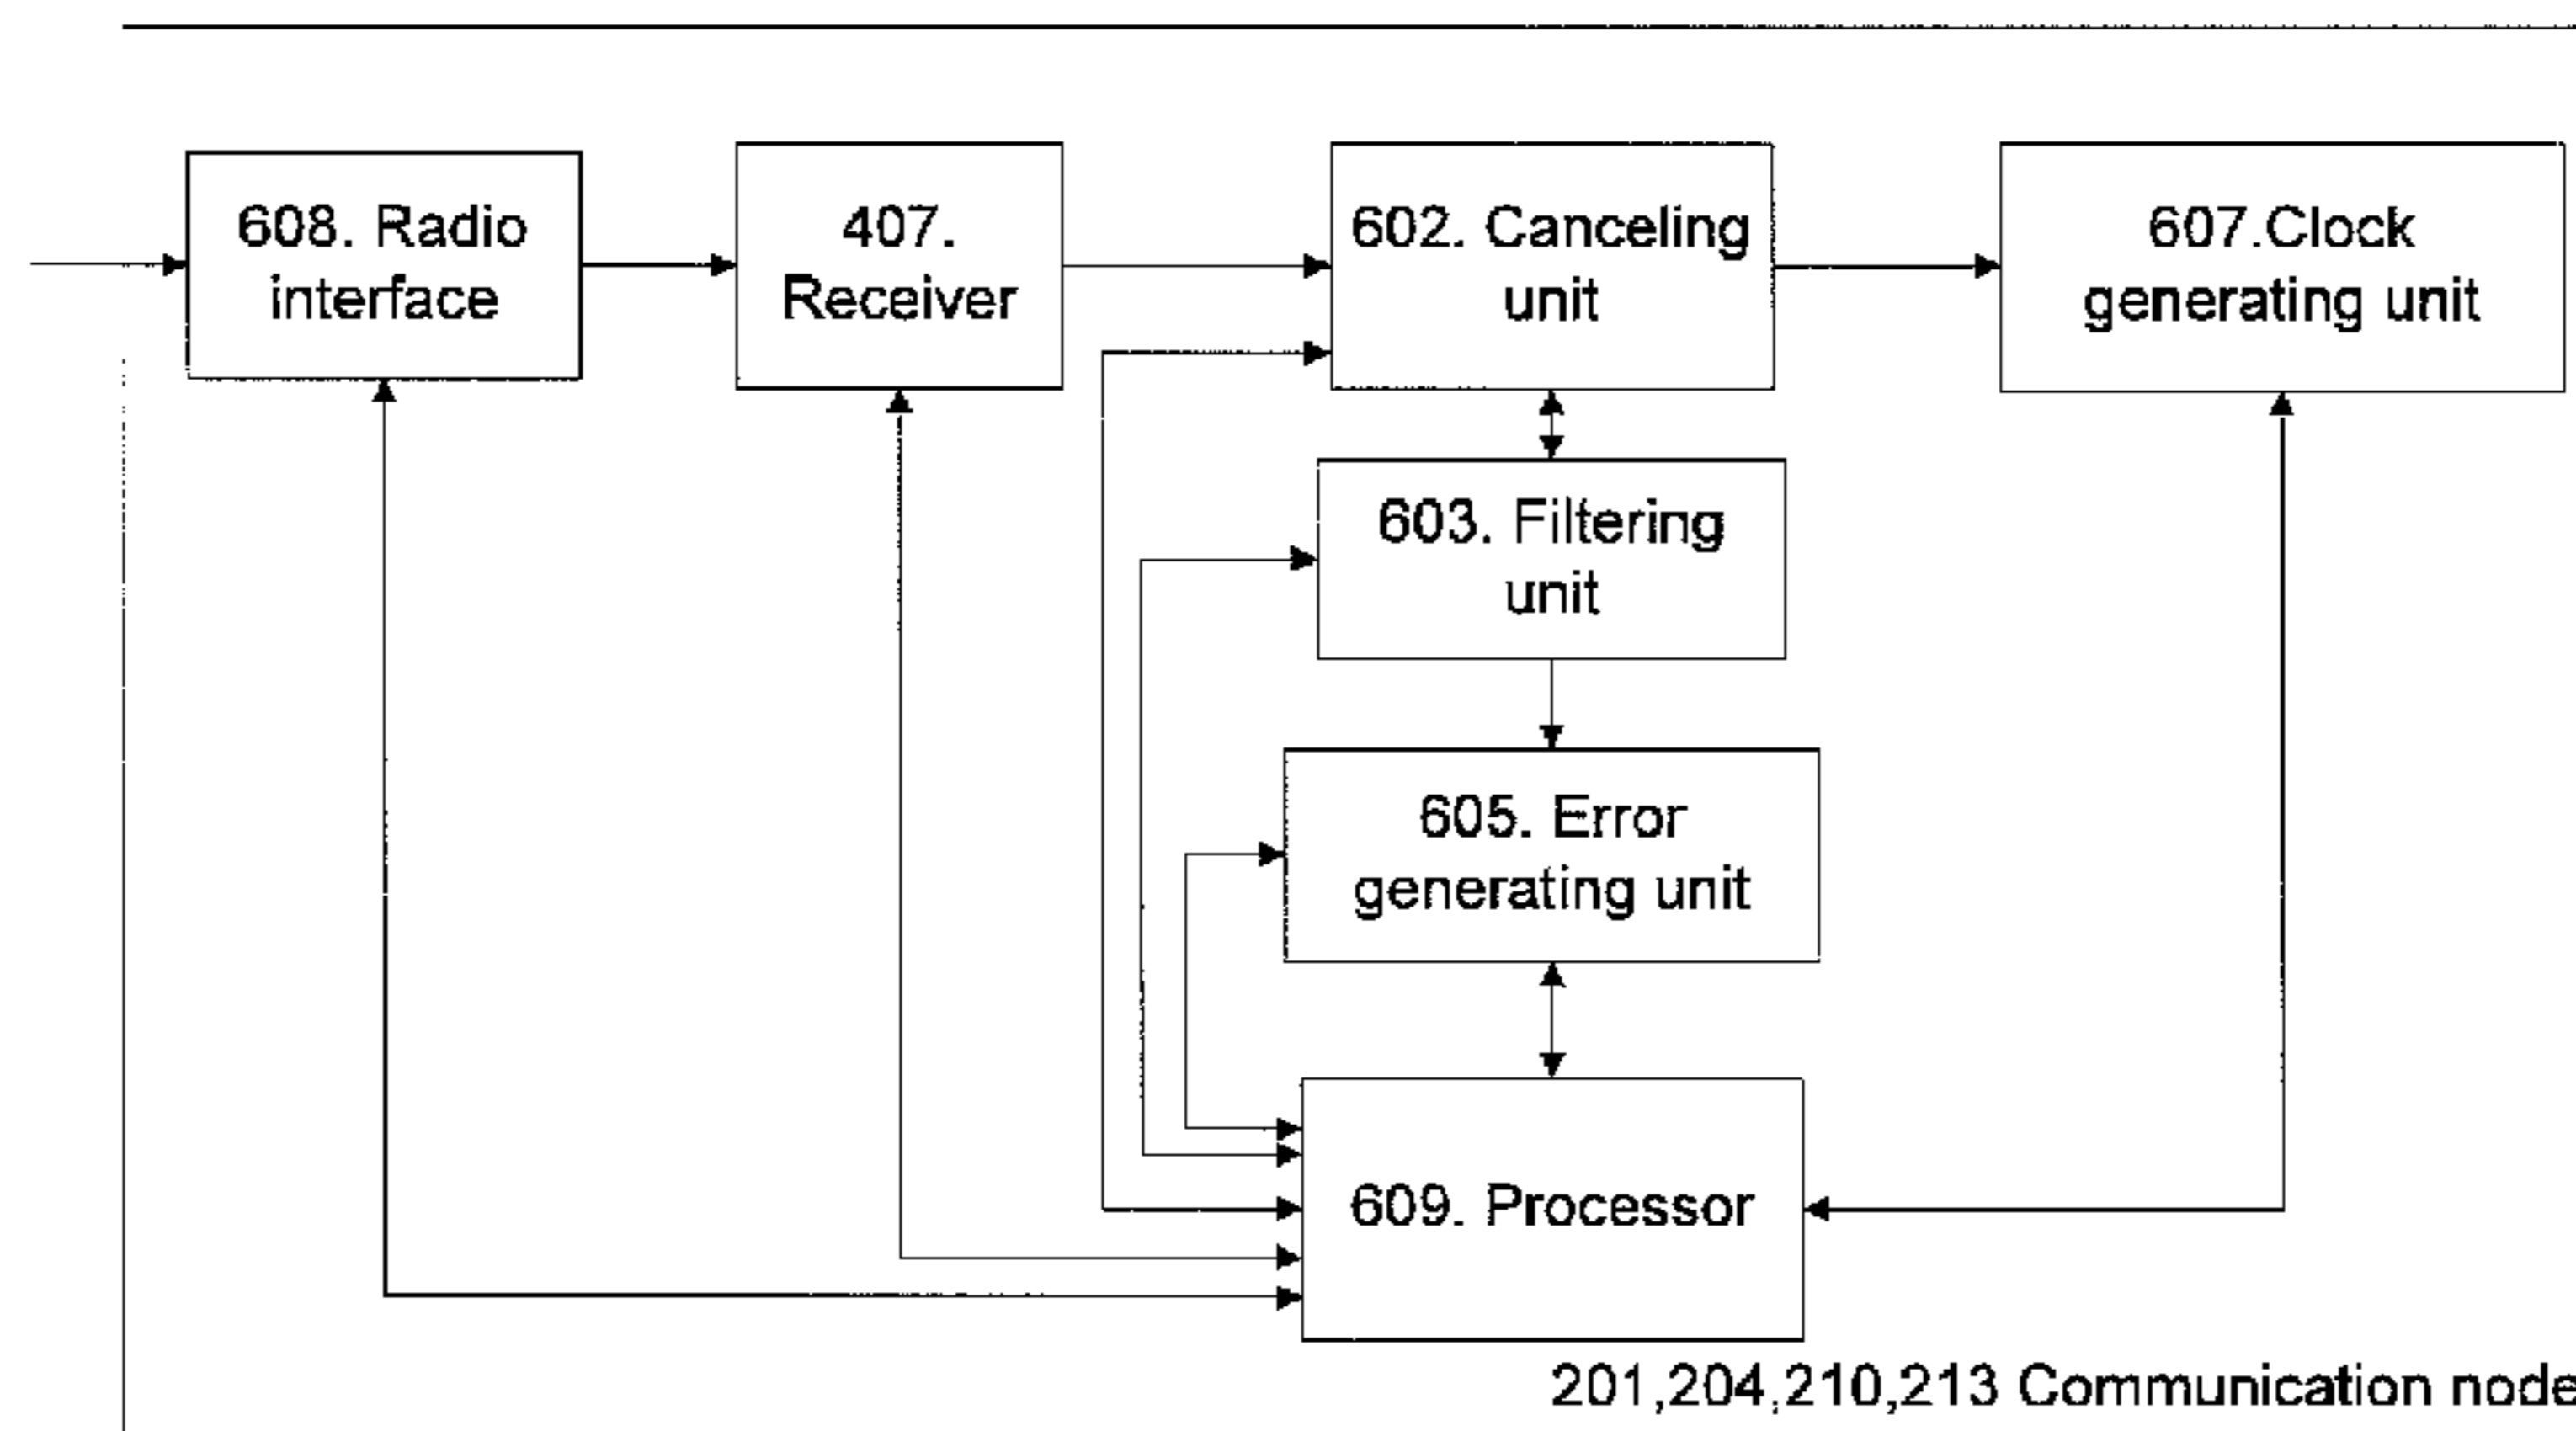 608. Radio
interface
407.
Receiver
602. Canceling
unit
607.Clock
generating unit
603. Filtering
unit
605. Error
generating unit
609. Processor
201,204,210,213 Communication node